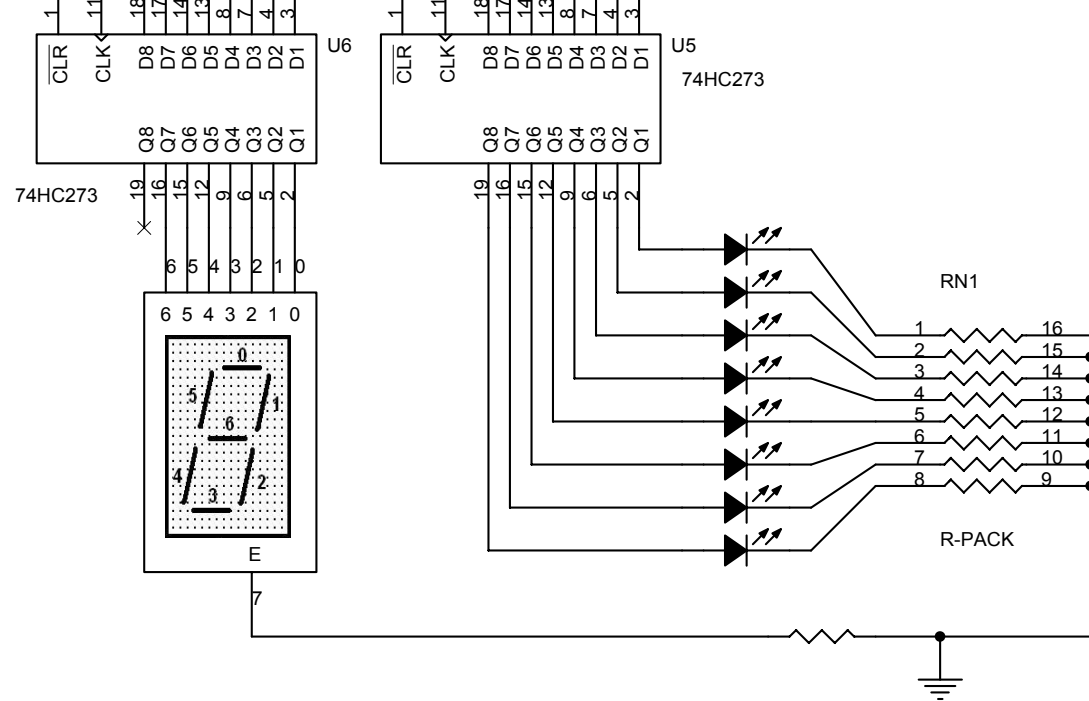 1 11 18 17 14 13 8 7 4 3
CLR CLK D8 D7 D6 D5 D4 D3 D2 D1
U6
Q8 Q7 Q6 Q5 Q4 Q3 Q2 Q1
74HC273
19 16 15 12 9 6 5 2
6 5 4 3 2 1 0
6 5 4 3 2 1 0
0
5
1
6
4
2
3
E
7
1 11 18 17 14 13 8 7 4 3
CLR CLK D8 D7 D6 D5 D4 D3 D2 D1
U5
74HC273
Q8 Q7 Q6 Q5 Q4 Q3 Q2 Q1
19 16 15 12 9 6 5 2
RN1
1 16
2 15
3 14
4 13
5 12
6 11
7 10
8 9
R-PACK